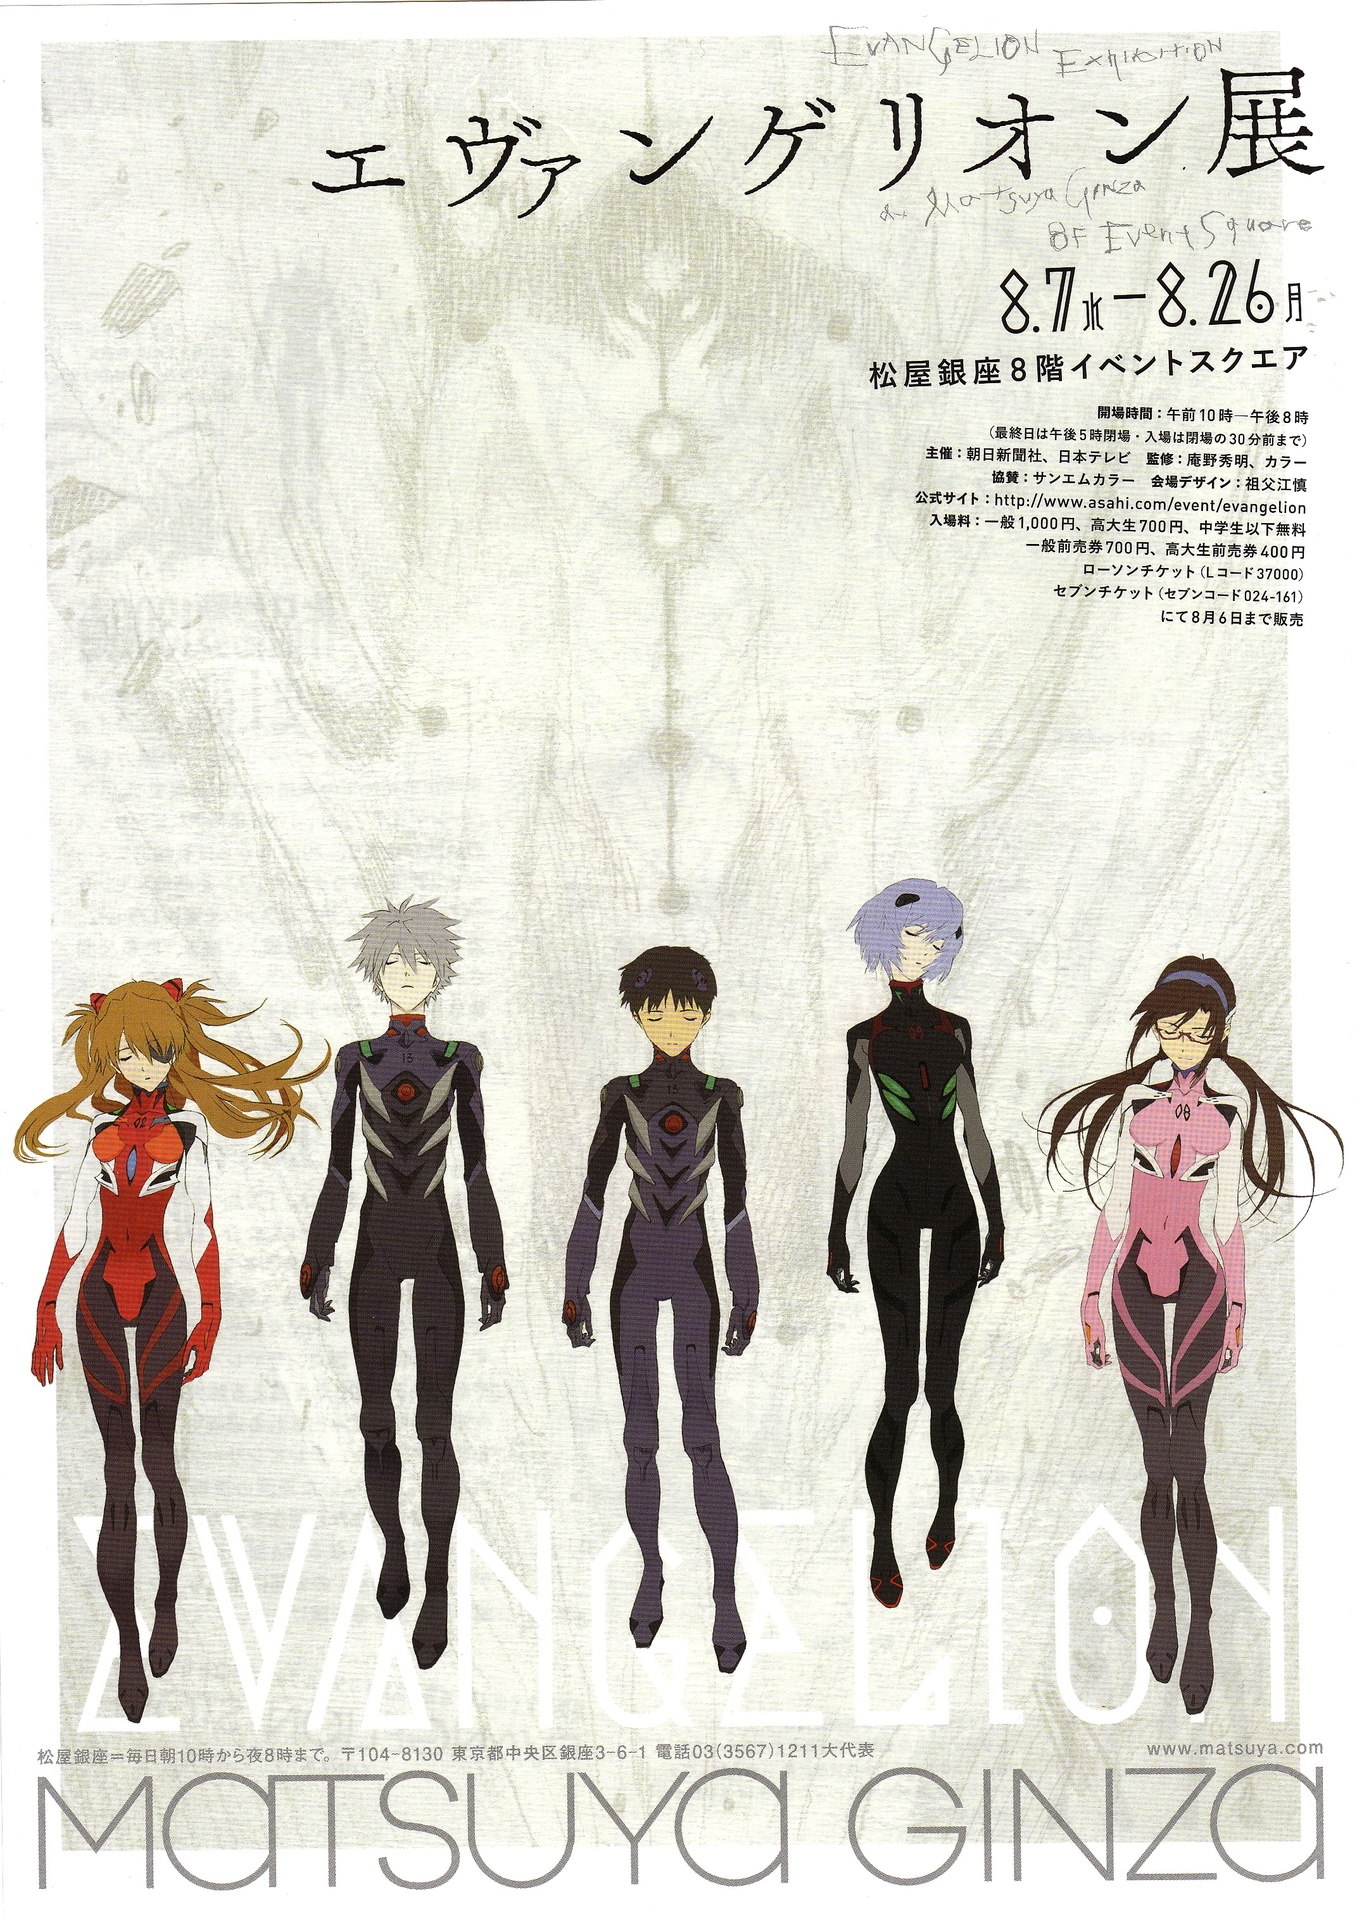 EVANGELION EXHIBITION
エヴァンゲリオン展
at Matsuya Ginza
8F Event Square
8.7水—8.26月
松屋銀座8階イベントスクエア
開場時間：午前10時—午後8時
（最終日は午後5時閉場・入場は閉場の30分前まで）
主催：朝日新聞社、日本テレビ　監修：庵野秀明、カラー
協賛：サンエムカラー　会場デザイン：祖父江慎
公式サイト：http://www.asahi.com/event/evangelion
入場料：一般1,000円、高大生700円、中学生以下無料
一般前売券700円、高大生前売券400円
ローソンチケット（Lコード37000）
セブンチケット（セブンコード024-161）
にて8月6日まで販売
13
13
09
02
08
EVANGELION
松屋銀座＝毎日朝10時から夜8時まで。〒104-8130 東京都中央区銀座3-6-1 電話03(3567)1211大代表
www.matsuya.com
MATSUYA GINZA